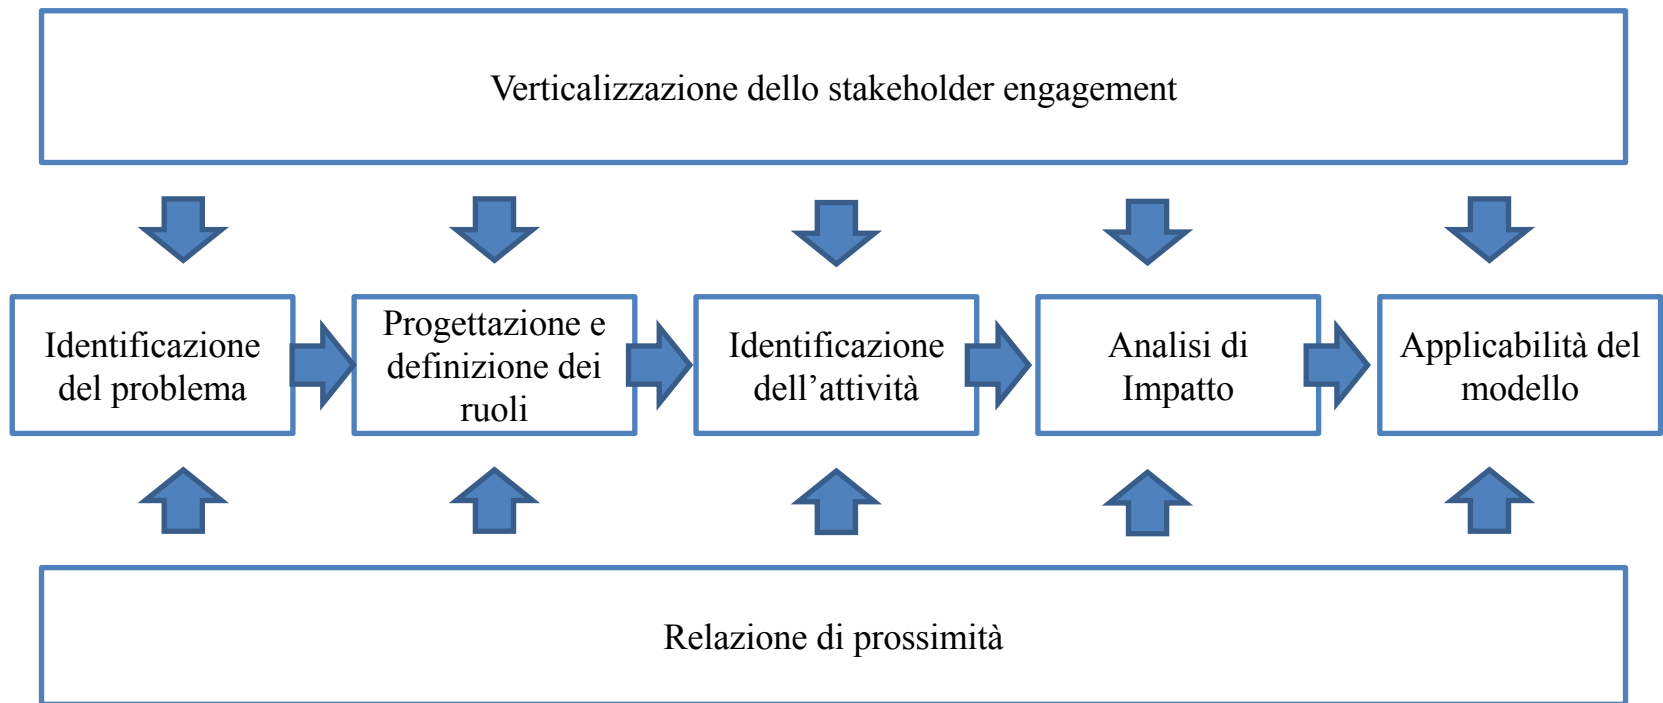 Verticalizzazione dello stakeholder engagement
Identificazione
del problema
Progettazione e
definizione dei
ruoli
Identificazione
dell’attività
Analisi di
Impatto
Applicabilità del
modello
Relazione di prossimità